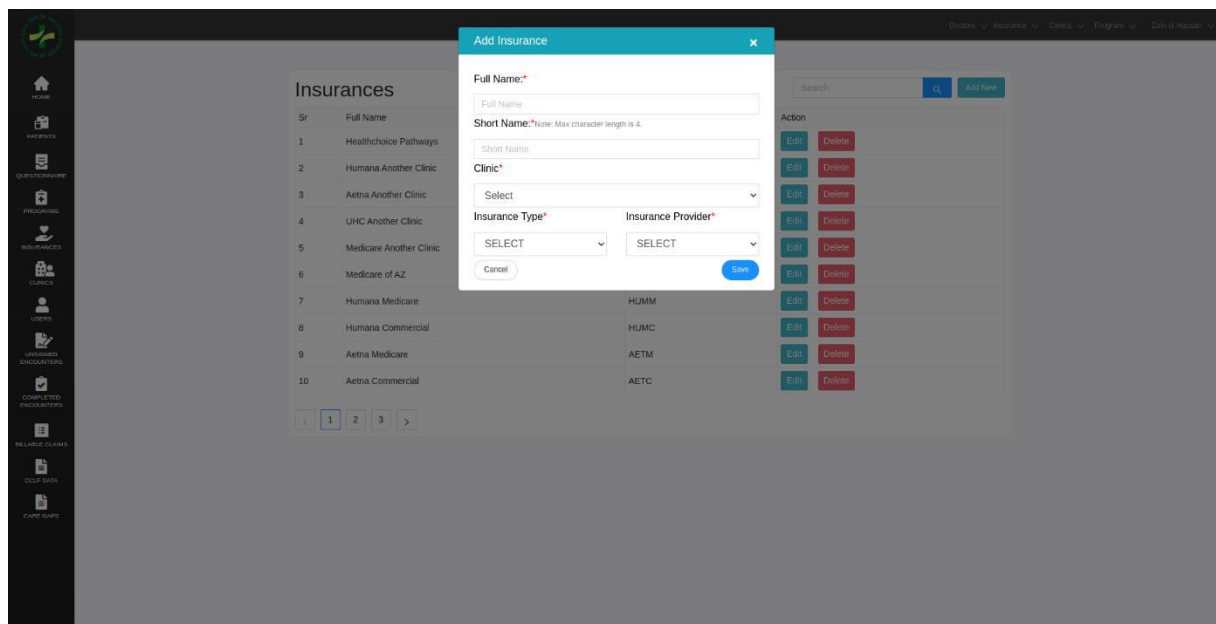 Doctors Insurance Clinics Program Zain ul Hassan
Add Insurance ×
Full Name:*
Full Name
Short Name:*Note: Max character length is 4.
Short Name
Clinic*
Select
Insurance Type* Insurance Provider*
SELECT SELECT
Cancel Save
HOME
PATIENTS
QUESTIONNAIRE
PROGRAMS
INSURANCES
CLINICS
USERS
UNSIGNED
ENCOUNTERS
COMPLETED
ENCOUNTERS
BILLABLE CLAIMS
CCLF DATA
CARE GAPS
Insurances Search Add New
Sr Full Name Action
1 Healthchoice Pathways Edit Delete
2 Humana Another Clinic Edit Delete
3 Aetna Another Clinic Edit Delete
4 UHC Another Clinic Edit Delete
5 Medicare Another Clinic Edit Delete
6 Medicare of AZ Edit Delete
7 Humana Medicare HUMM Edit Delete
8 Humana Commercial HUMC Edit Delete
9 Aetna Medicare AETM Edit Delete
10 Aetna Commercial AETC Edit Delete
< 1 2 3 >